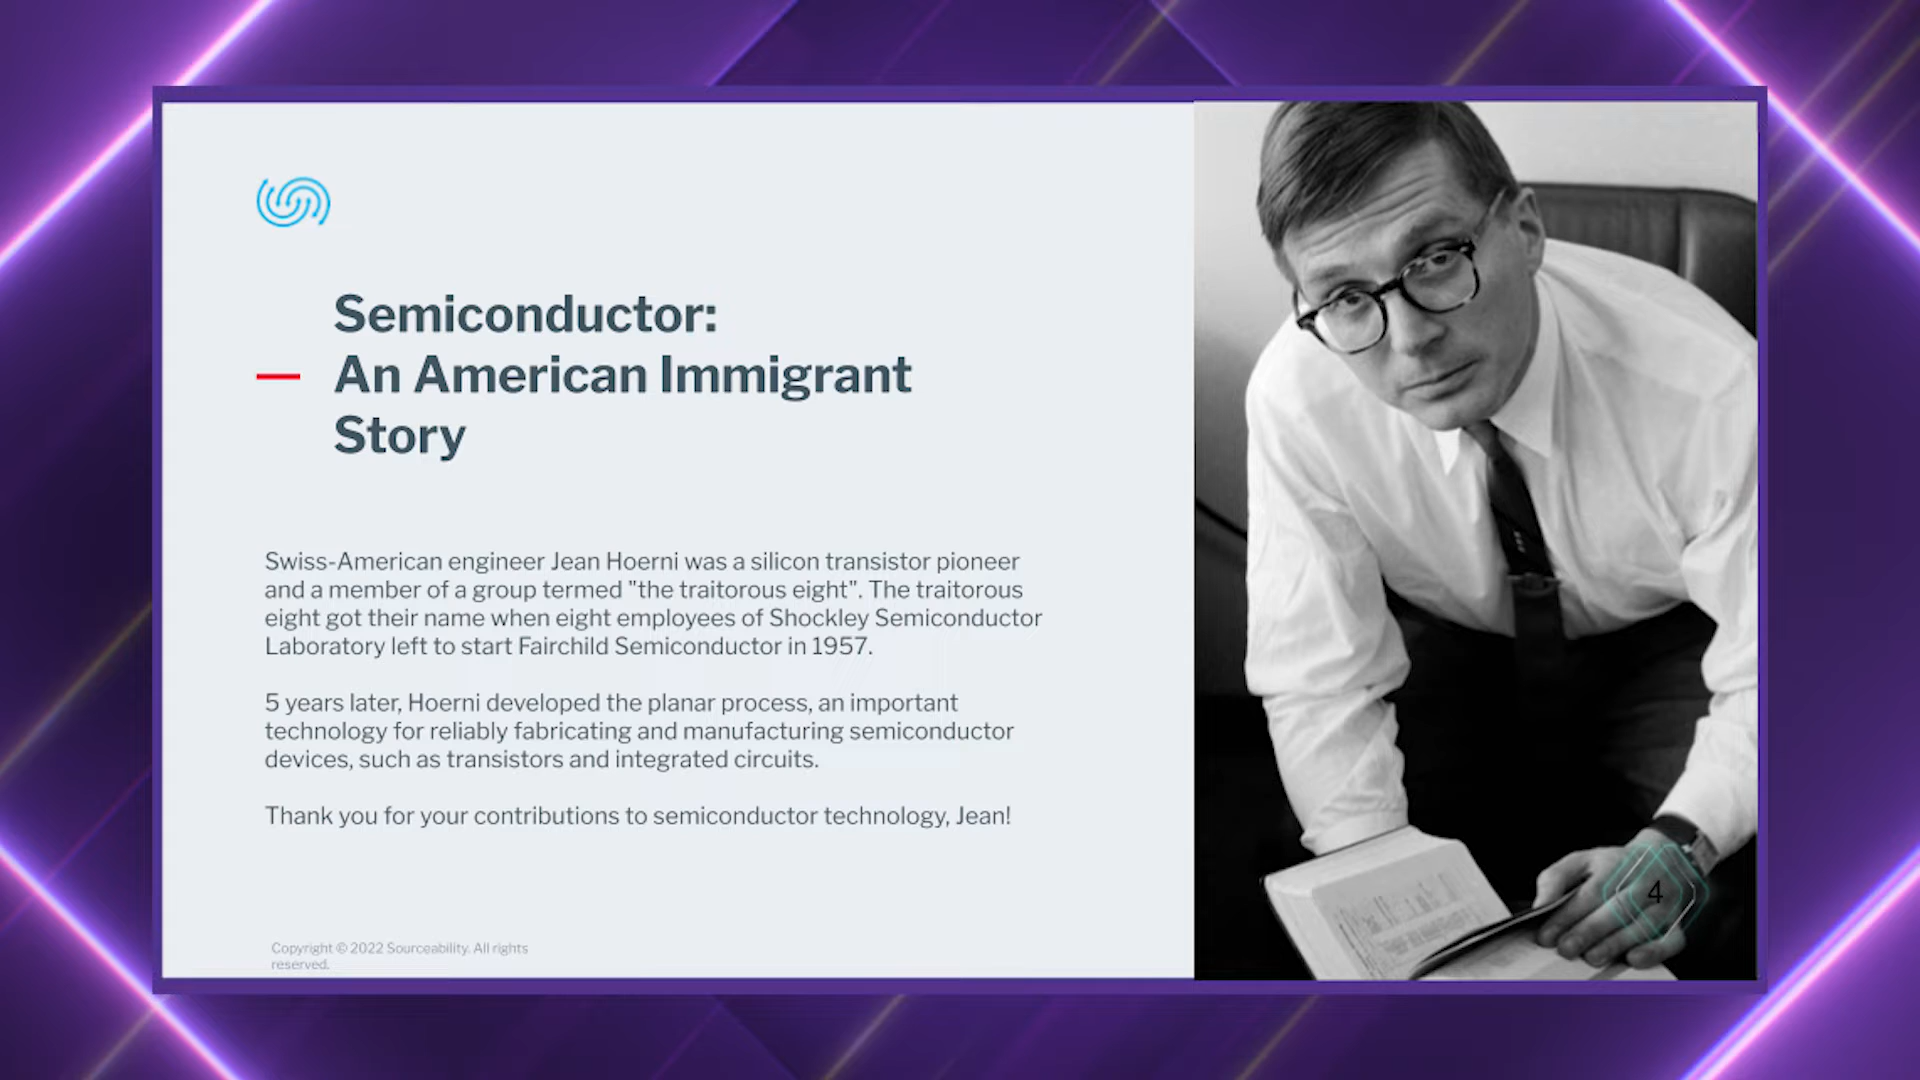 Semiconductor:
An American Immigrant
Story
Swiss-American engineer Jean Hoerni was a silicon transistor pioneer
and a member of a group termed "the traitorous eight". The traitorous
eight got their name when eight employees of Shockley Semiconductor
Laboratory left to start Fairchild Semiconductor in 1957.
5 years later, Hoerni developed the planar process, an important
technology for reliably fabricating and manufacturing semiconductor
devices, such as transistors and integrated circuits.
Thank you for your contributions to semiconductor technology, Jean!
Copyright © 2022 Sourceability. All rights
reserved.
4